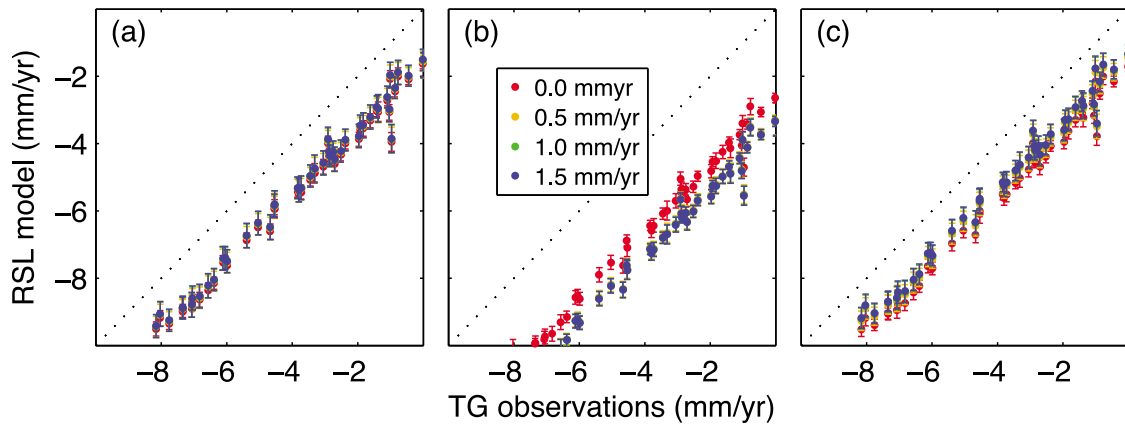 (a)
(b)
(c)
RSL model (mm/yr)
−2
−4
−6
−8
0.0 mmyr
0.5 mm/yr
1.0 mm/yr
1.5 mm/yr
−8 −6 −4 −2 −8 −6 −4 −2 −8 −6 −4 −2
TG observations (mm/yr)